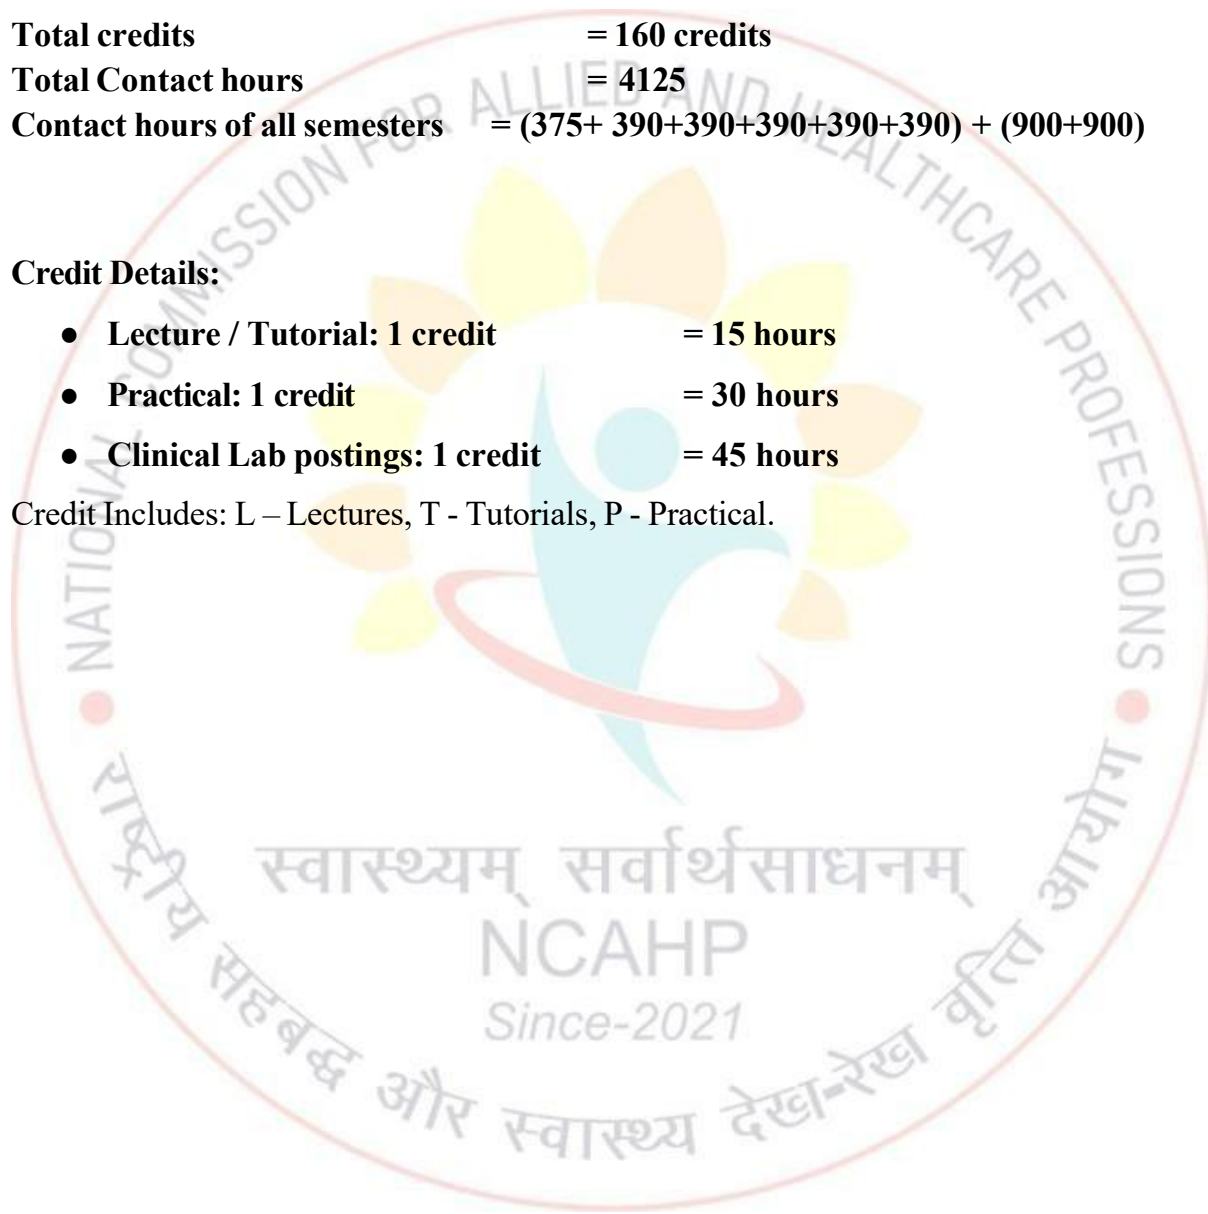 Total credits = 160 credits
Total Contact hours = 4125
Contact hours of all semesters = (375+ 390+390+390+390+390) + (900+900)
Credit Details:
● Lecture / Tutorial: 1 credit = 15 hours
● Practical: 1 credit = 30 hours
● Clinical Lab postings: 1 credit = 45 hours
Credit Includes: L – Lectures, T - Tutorials, P - Practical.
NATIONAL COMMISSION FOR ALLIED AND HEALTHCARE PROFESSIONS
स्वास्थ्यम् सर्वार्थसाधनम्
NCAHP
Since-2021
राष्ट्रीय सहबद्ध और स्वास्थ्य देख-रेख वृत्ति आयोग